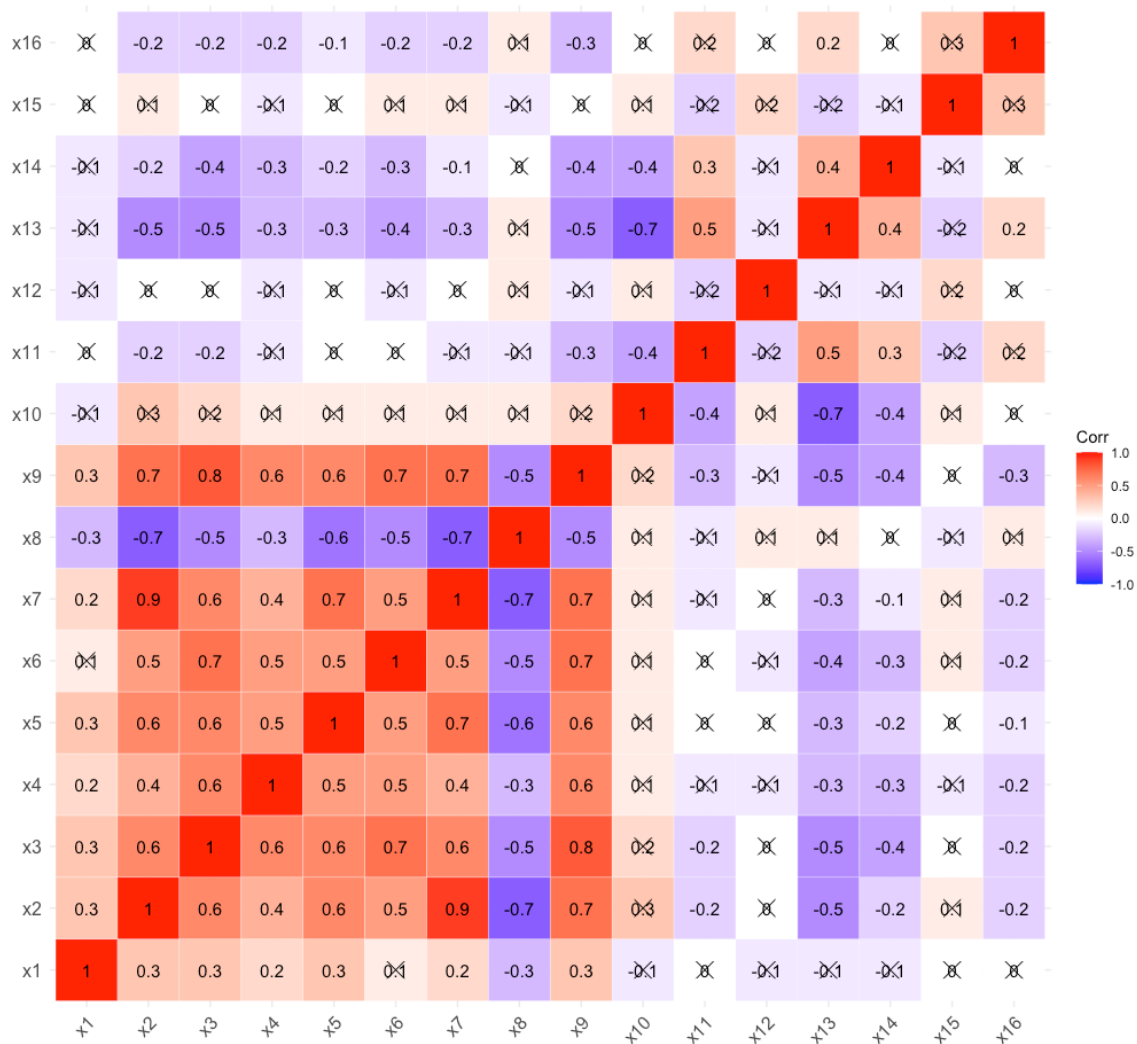 x16 0 -0.2 -0.2 -0.2 -0.1 -0.2 -0.2 0.1 -0.3 0 0.2 0 0.2 0 0.3 1
x15 0 0.1 0 -0.1 0 0.1 0.1 -0.1 0 0.1 -0.2 0.2 -0.2 -0.1 1 0.3
x14 -0.1 -0.2 -0.4 -0.3 -0.2 -0.3 -0.1 0 -0.4 -0.4 0.3 -0.1 0.4 1 -0.1 0
x13 -0.1 -0.5 -0.5 -0.3 -0.3 -0.4 -0.3 0.1 -0.5 -0.7 0.5 -0.1 1 0.4 -0.2 0.2
x12 -0.1 0 0 -0.1 0 -0.1 0 0.1 -0.1 0.1 -0.2 1 -0.1 -0.1 0.2 0
x11 0 -0.2 -0.2 -0.1 0 0 -0.1 -0.1 -0.3 -0.4 1 -0.2 0.5 0.3 -0.2 0.2
x10 -0.1 0.3 0.2 0.1 0.1 0.1 0.1 0.1 0.2 1 -0.4 0.1 -0.7 -0.4 0.1 0
x9 0.3 0.7 0.8 0.6 0.6 0.7 0.7 -0.5 1 0.2 -0.3 -0.1 -0.5 -0.4 0 -0.3
x8 -0.3 -0.7 -0.5 -0.3 -0.6 -0.5 -0.7 1 -0.5 0.1 -0.1 0.1 0.1 0 -0.1 0.1
x7 0.2 0.9 0.6 0.4 0.7 0.5 1 -0.7 0.7 0.1 -0.1 0 -0.3 -0.1 0.1 -0.2
x6 0.1 0.5 0.7 0.5 0.5 1 0.5 -0.5 0.7 0.1 0 -0.1 -0.4 -0.3 0.1 -0.2
x5 0.3 0.6 0.6 0.5 1 0.5 0.7 -0.6 0.6 0.1 0 0 -0.3 -0.2 0 -0.1
x4 0.2 0.4 0.6 1 0.5 0.5 0.4 -0.3 0.6 0.1 -0.1 -0.1 -0.3 -0.3 -0.1 -0.2
x3 0.3 0.6 1 0.6 0.6 0.7 0.6 -0.5 0.8 0.2 -0.2 0 -0.5 -0.4 0 -0.2
x2 0.3 1 0.6 0.4 0.6 0.5 0.9 -0.7 0.7 0.3 -0.2 0 -0.5 -0.2 0.1 -0.2
x1 1 0.3 0.3 0.2 0.3 0.1 0.2 -0.3 0.3 -0.1 0 -0.1 -0.1 -0.1 0 0
x1 x2 x3 x4 x5 x6 x7 x8 x9 x10 x11 x12 x13 x14 x15 x16
Corr
1.0
0.5
0.0
-0.5
-1.0